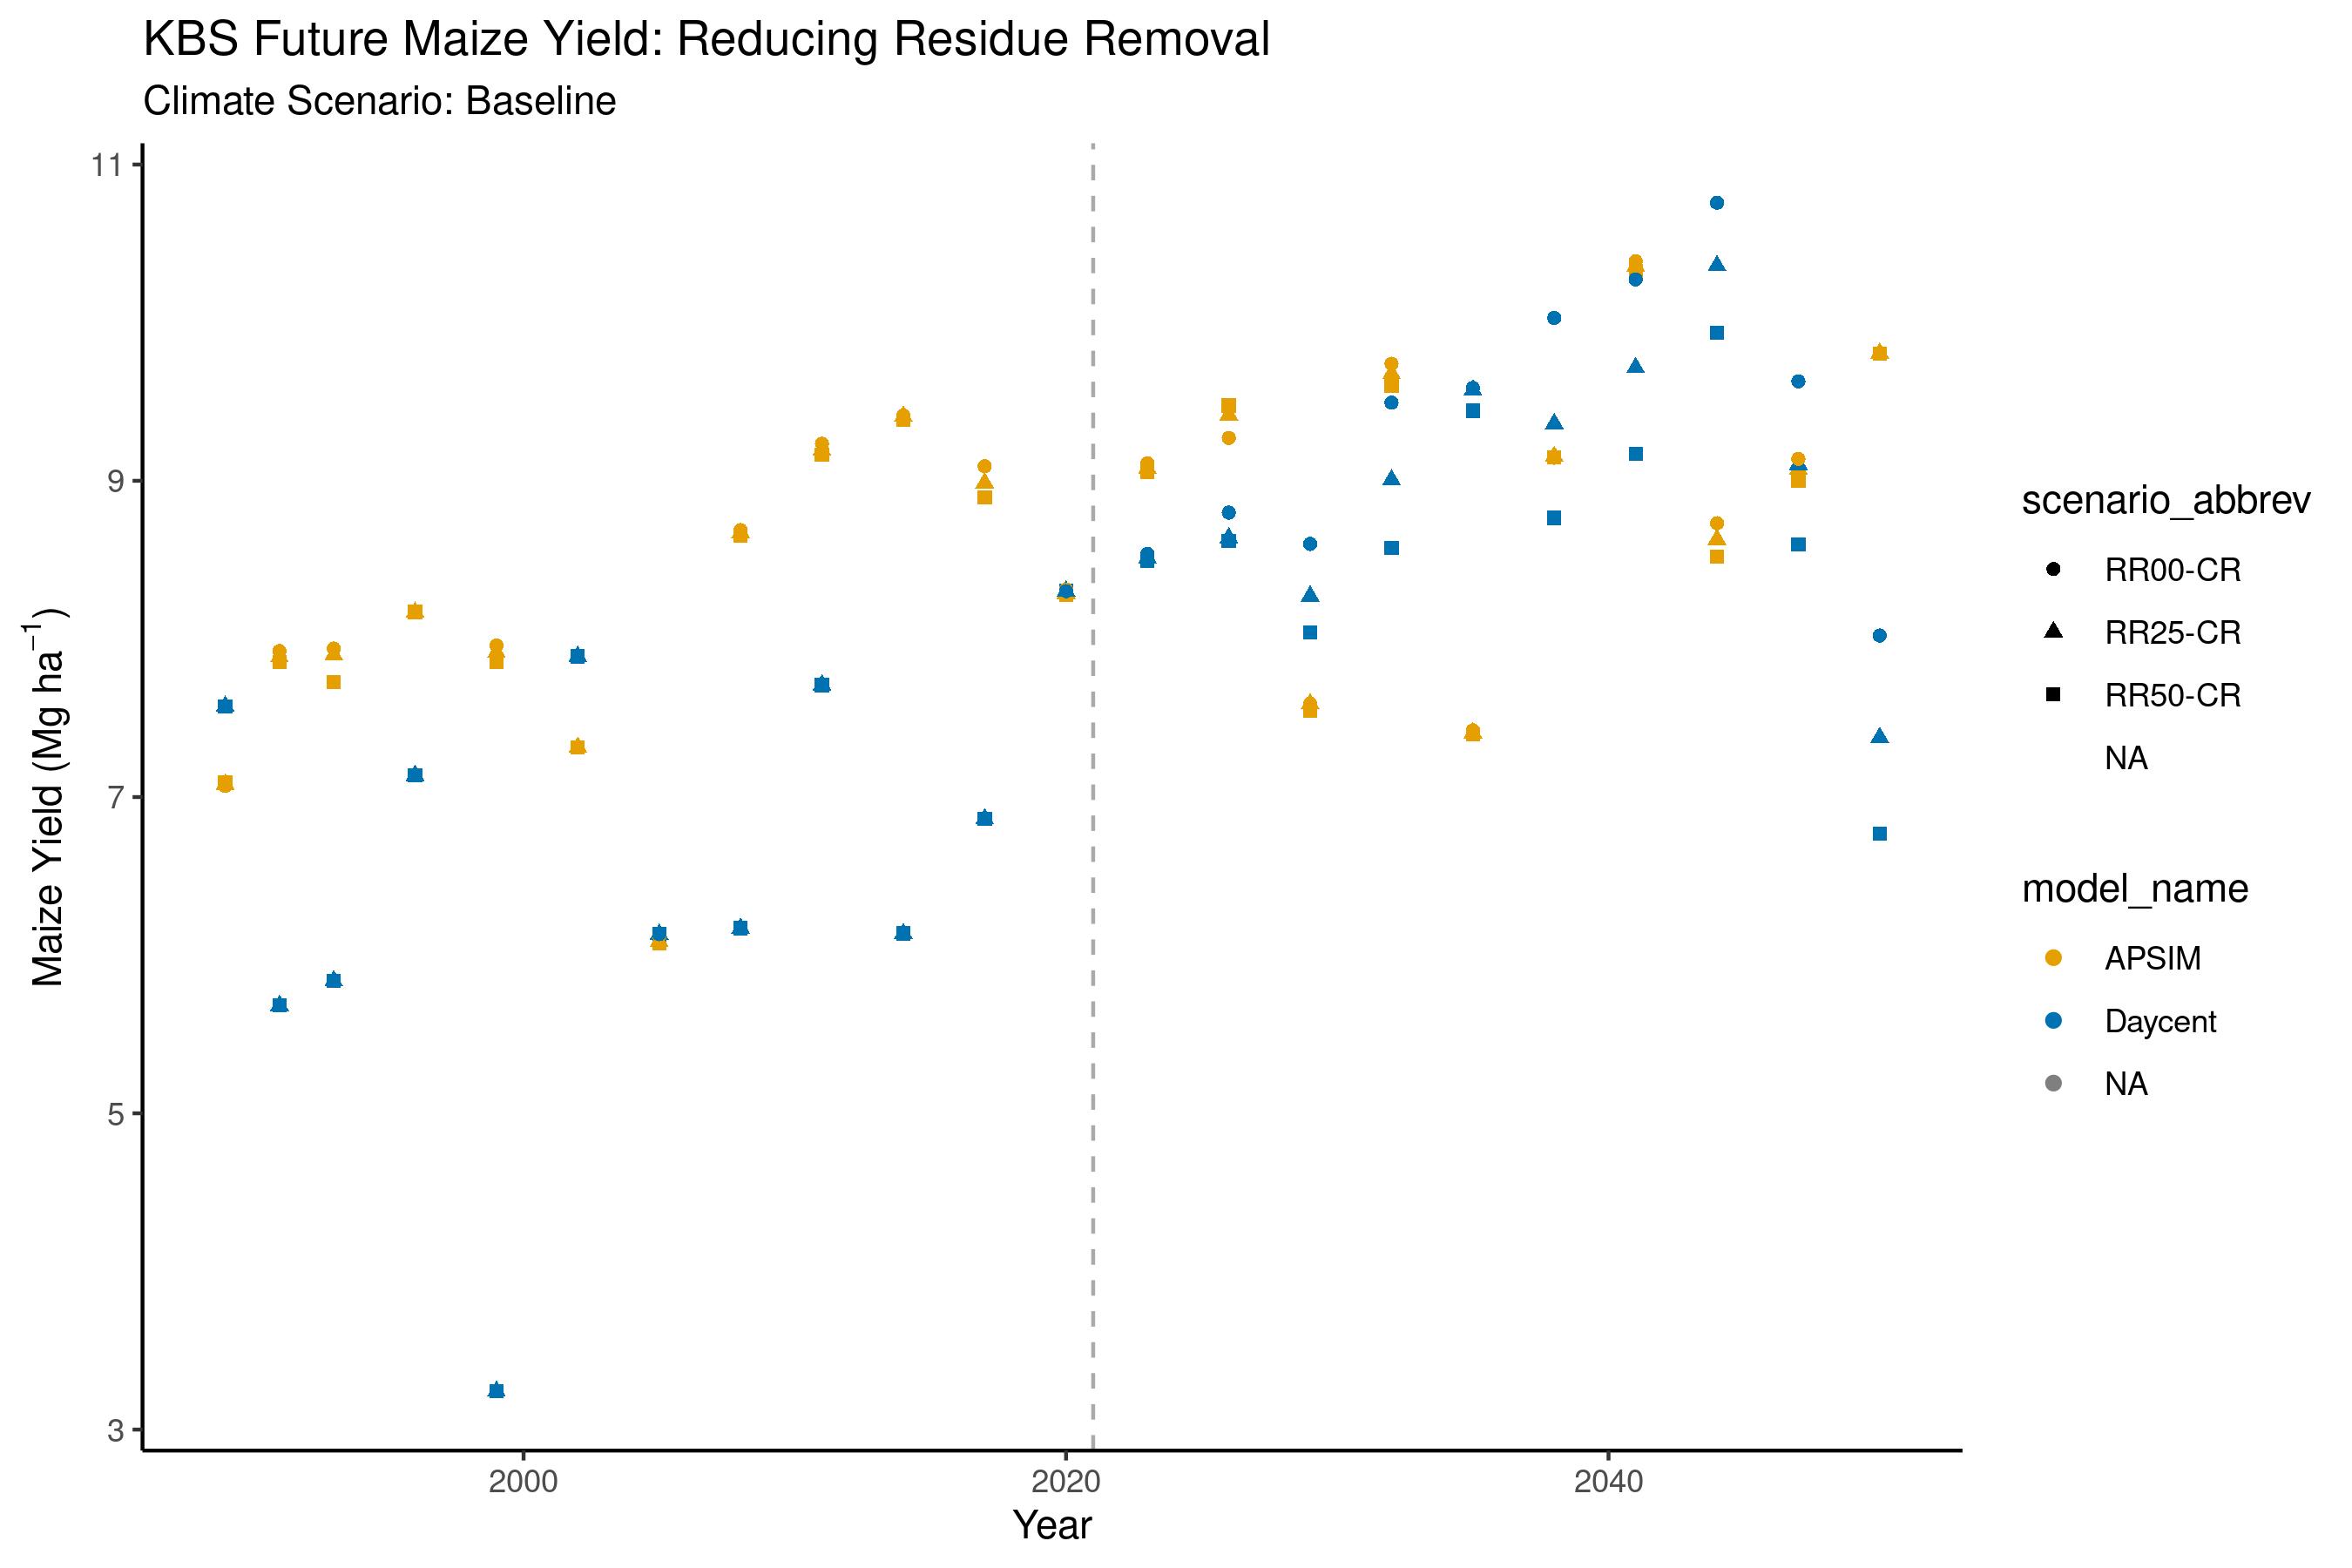 KBS Future Maize Yield: Reducing Residue Removal
Climate Scenario: Baseline
11
9
7
5
3
Maize Yield (Mg ha⁻¹)
2000
2020
2040
Year
scenario_abbrev
RR00-CR
RR25-CR
RR50-CR
NA
model_name
APSIM
Daycent
NA